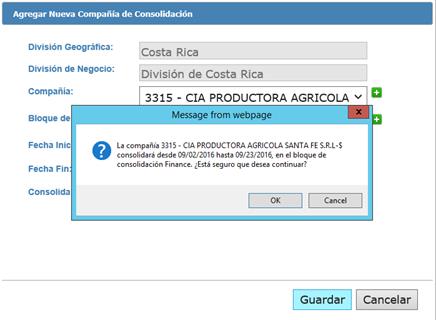 Agregar Nueva Compañía de Consolidación
División Geográfica:
Costa Rica
División de Negocio:
División de Costa Rica
Compañía:
3315 - CIA PRODUCTORA AGRICOLA
Bloque de
Message from webpage
x
Fecha Inic
La compañía 3315 - CIA PRODUCTORA AGRICOLA SANTA FE S.R.L-$
consolidará desde 09/02/2016 hasta 09/23/2016, en el bloque de
consolidación Finance. ¿Está seguro que desea continuar?
Fecha Fin:
Consolida
OK
Cancel
Guardar
Cancelar